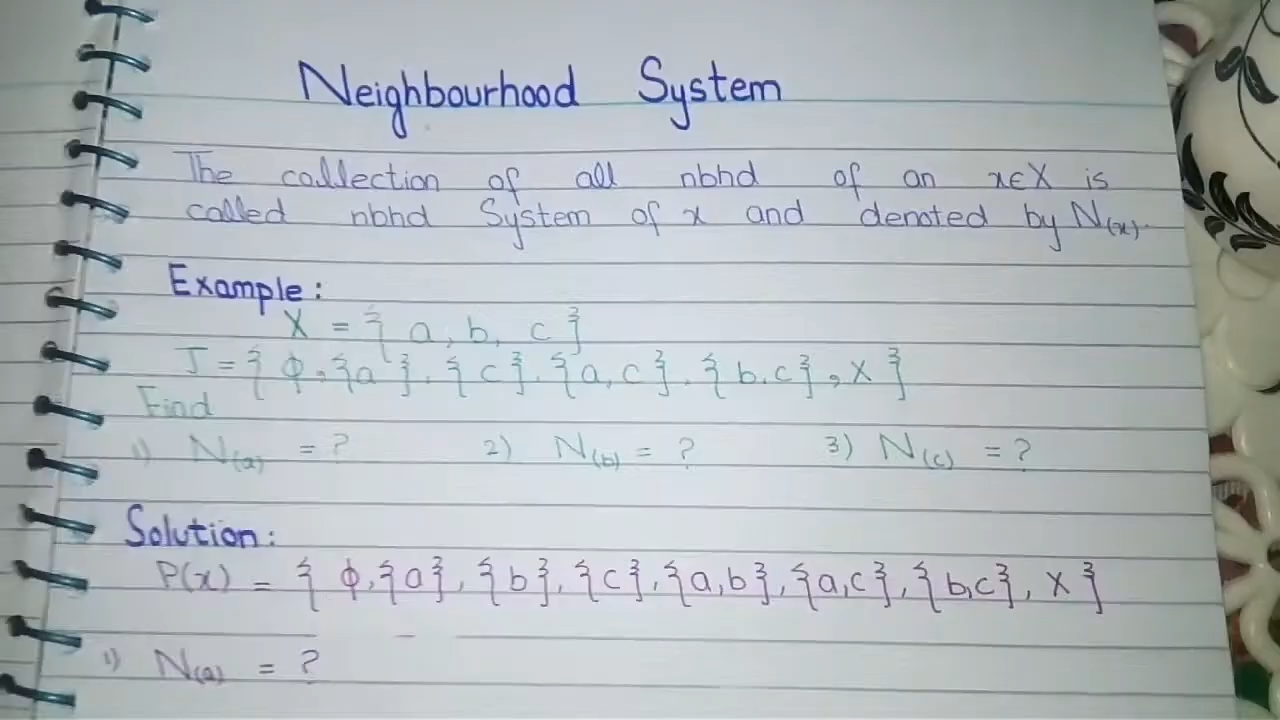 Neighbourhood System
The collection of all nbhd of an x∈X is
called nbhd System of x and denoted by N(x).
Example:
X = { a, b, c }
J = { ϕ, {a}, {c}, {a, c}, {b, c}, X }
Find
1) N(a) = ? 2) N(b) = ? 3) N(c) = ?
Solution:
P(x) = { ϕ, {a}, {b}, {c}, {a,b}, {a,c}, {b,c}, X }
1) N(a) = ?